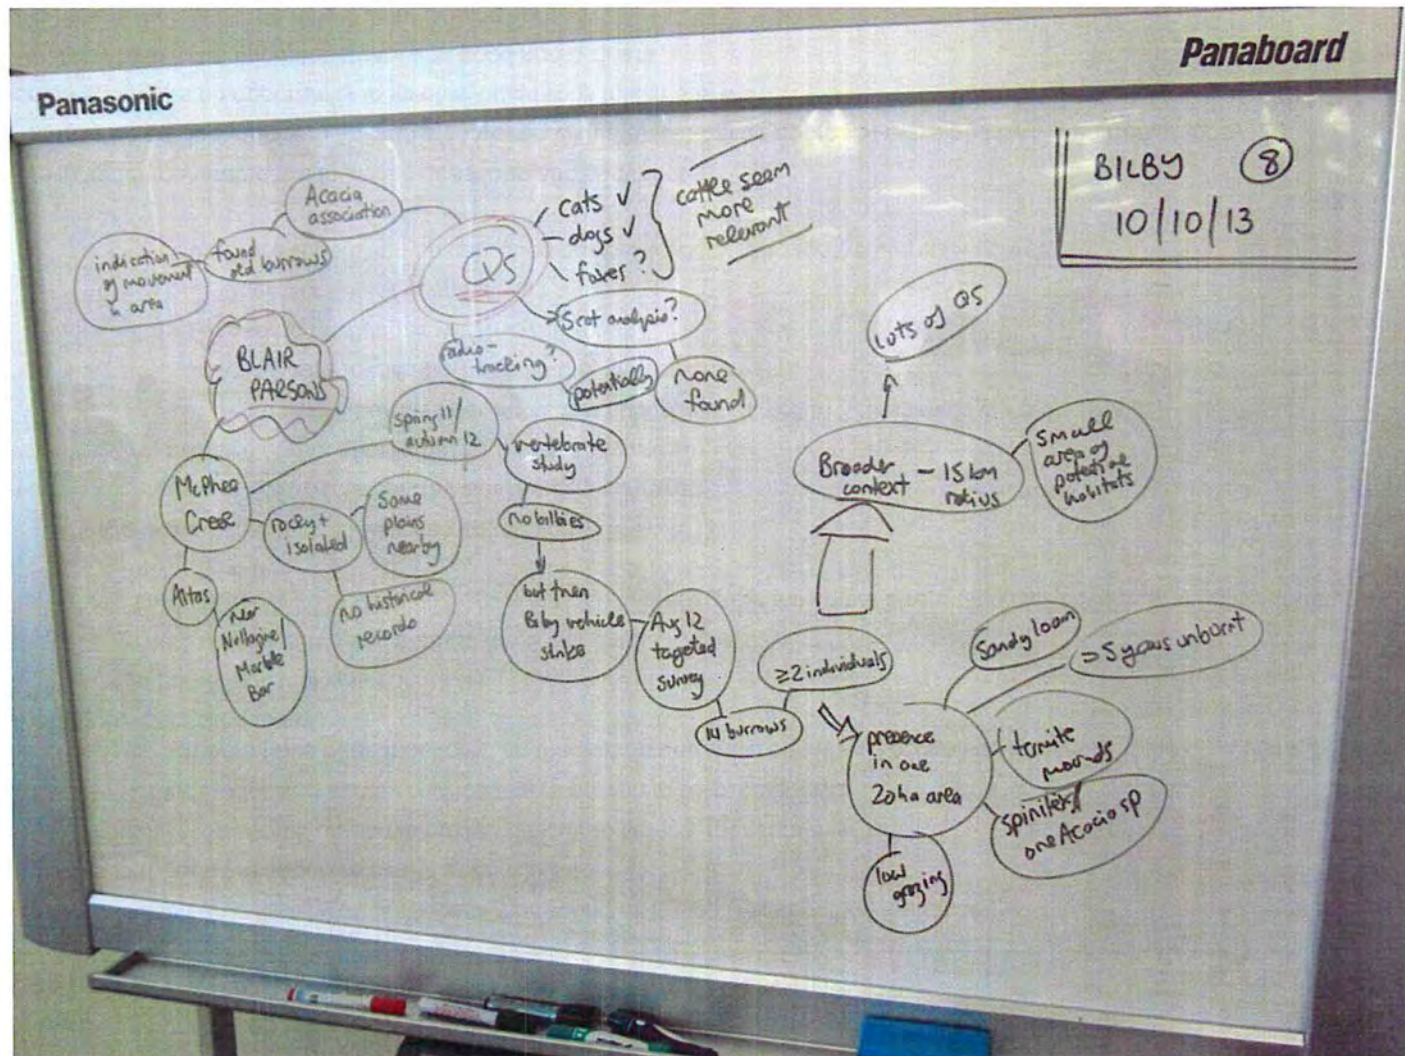 Panaboard
Panasonic
BILBY 8
10/10/13
Acacia
association
found
old burrows
indication
of movement
in area
QS
cats ✓
dogs ✓
foxes ?
cattle seem
more
relevant
Scat analysis?
none
found
radio-
tracking?
potentially
BLAIR
PARSONS
spring 11/
autumn 12
vertebrate
study
no bilbies
but then
Bilby vehicle
strike
Aug 12
targeted
survey
14 burrows
≥2 individuals
McPhee
Creek
rocky +
isolated
some
plains
nearby
no historical
records
Atlas
near
Nullagine/
Marble
Bar
lots of QS
Broader
context – 15 km
radius
small
area of
potential
habitats
presence
in one
20ha area
Sandy loam
>5 years unburnt
termite
mounds
spinifex/
one Acacia sp
low
grazing